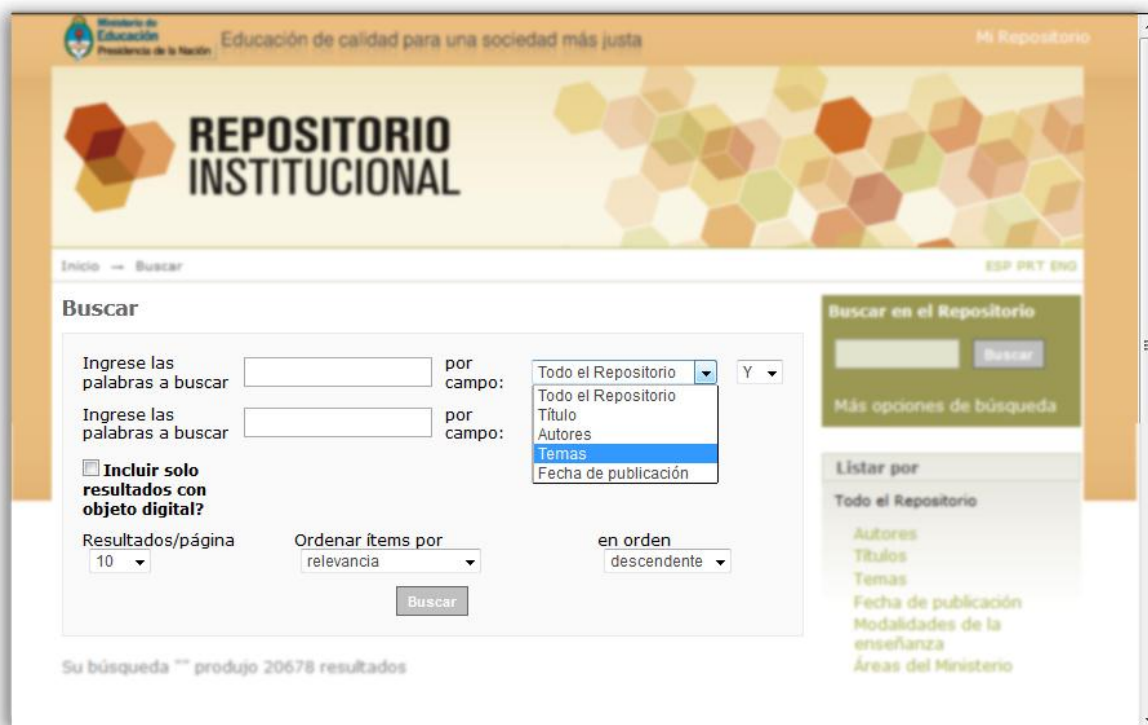 Ministerio de
Educación
Presidencia de la Nación
Educación de calidad para una sociedad más justa
Mi Repositorio
REPOSITORIO
INSTITUCIONAL
Inicio → Buscar
ESP PRT ENG
Buscar
Ingrese las
palabras a buscar
por
campo:
Todo el Repositorio
Y
Todo el Repositorio
Título
Autores
Temas
Fecha de publicación
Ingrese las
palabras a buscar
por
campo:
Incluir solo
resultados con
objeto digital?
Resultados/página
10
Ordenar ítems por
relevancia
en orden
descendente
Buscar
Su búsqueda "" produjo 20678 resultados
Buscar en el Repositorio
Buscar
Más opciones de búsqueda
Listar por
Todo el Repositorio
Autores
Títulos
Temas
Fecha de publicación
Modalidades de la
enseñanza
Áreas del Ministerio